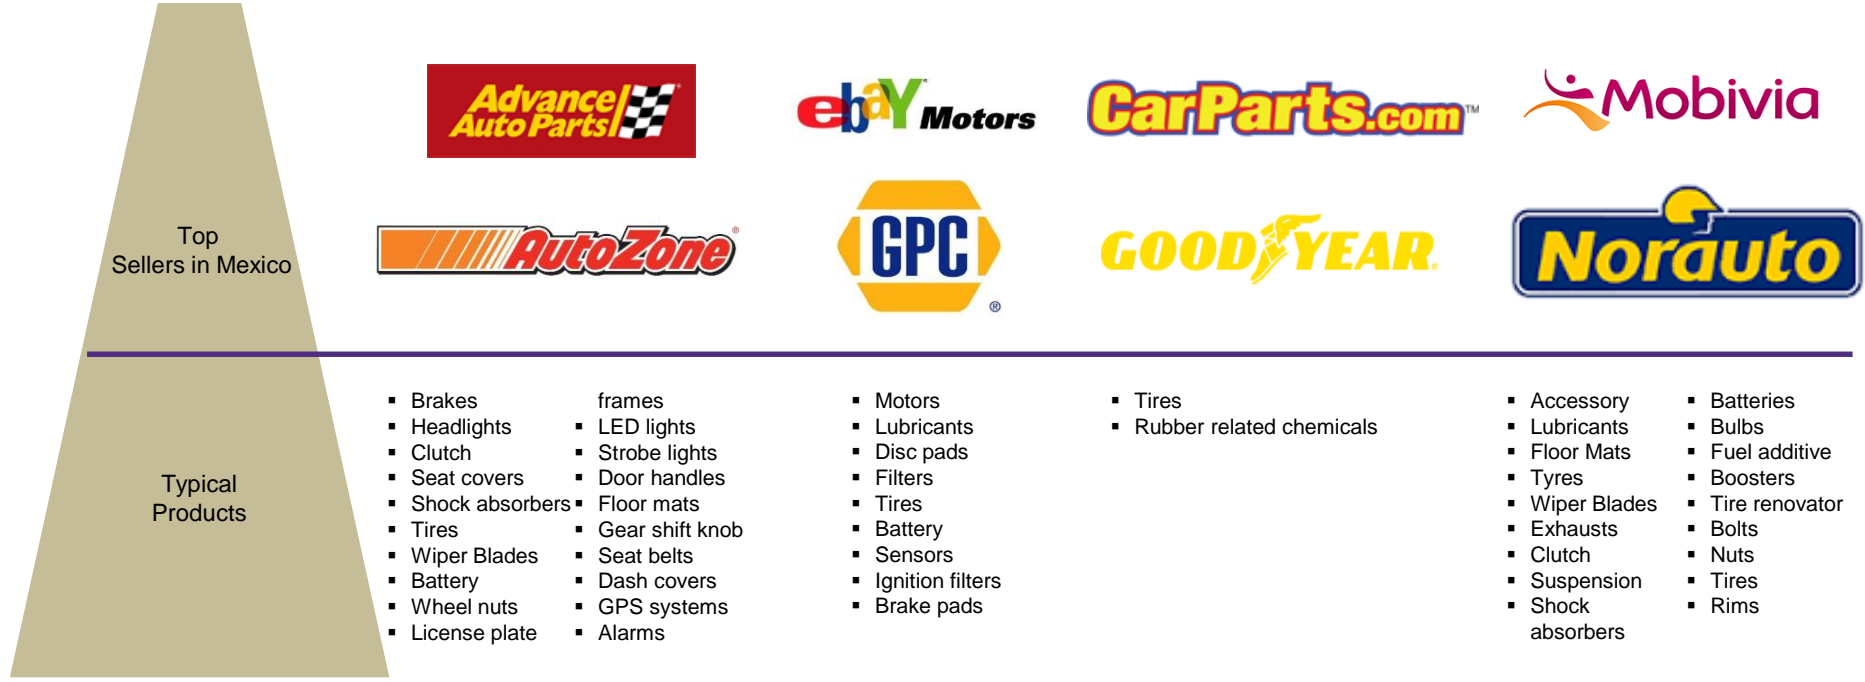 Advance
Auto Parts
ebaY Motors
CarParts.com™
Mobivia
AutoZone®
GPC
®
GOODYEAR.
Norauto
Top
Sellers in Mexico
Typical
Products
▪ Brakes
▪ Headlights
▪ Clutch
▪ Seat covers
▪ Shock absorbers
▪ Tires
▪ Wiper Blades
▪ Battery
▪ Wheel nuts
▪ License plate
frames
▪ LED lights
▪ Strobe lights
▪ Door handles
▪ Floor mats
▪ Gear shift knob
▪ Seat belts
▪ Dash covers
▪ GPS systems
▪ Alarms
▪ Motors
▪ Lubricants
▪ Disc pads
▪ Filters
▪ Tires
▪ Battery
▪ Sensors
▪ Ignition filters
▪ Brake pads
▪ Tires
▪ Rubber related chemicals
▪ Accessory
▪ Lubricants
▪ Floor Mats
▪ Tyres
▪ Wiper Blades
▪ Exhausts
▪ Clutch
▪ Suspension
▪ Shock
absorbers
▪ Batteries
▪ Bulbs
▪ Fuel additive
▪ Boosters
▪ Tire renovator
▪ Bolts
▪ Nuts
▪ Tires
▪ Rims